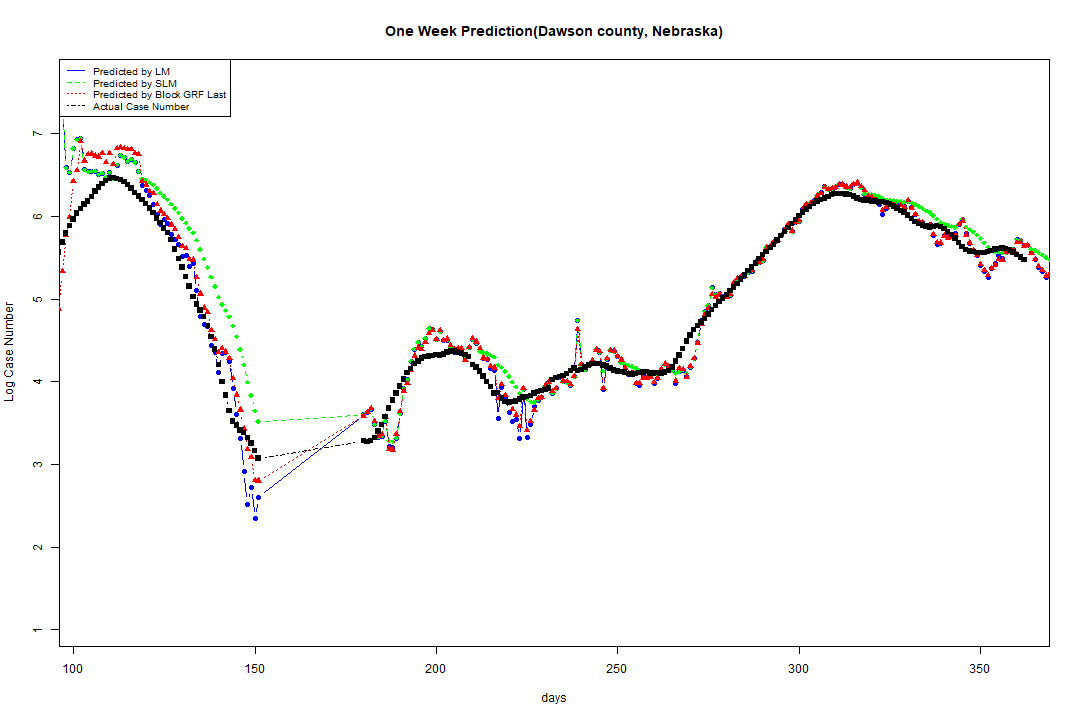 One Week Prediction(Dawson county, Nebraska)
Predicted by LM
Predicted by SLM
Predicted by Block GRF Last
Actual Case Number
7
6
5
4
3
2
1
Log Case Number
100 150 200 250 300 350
days